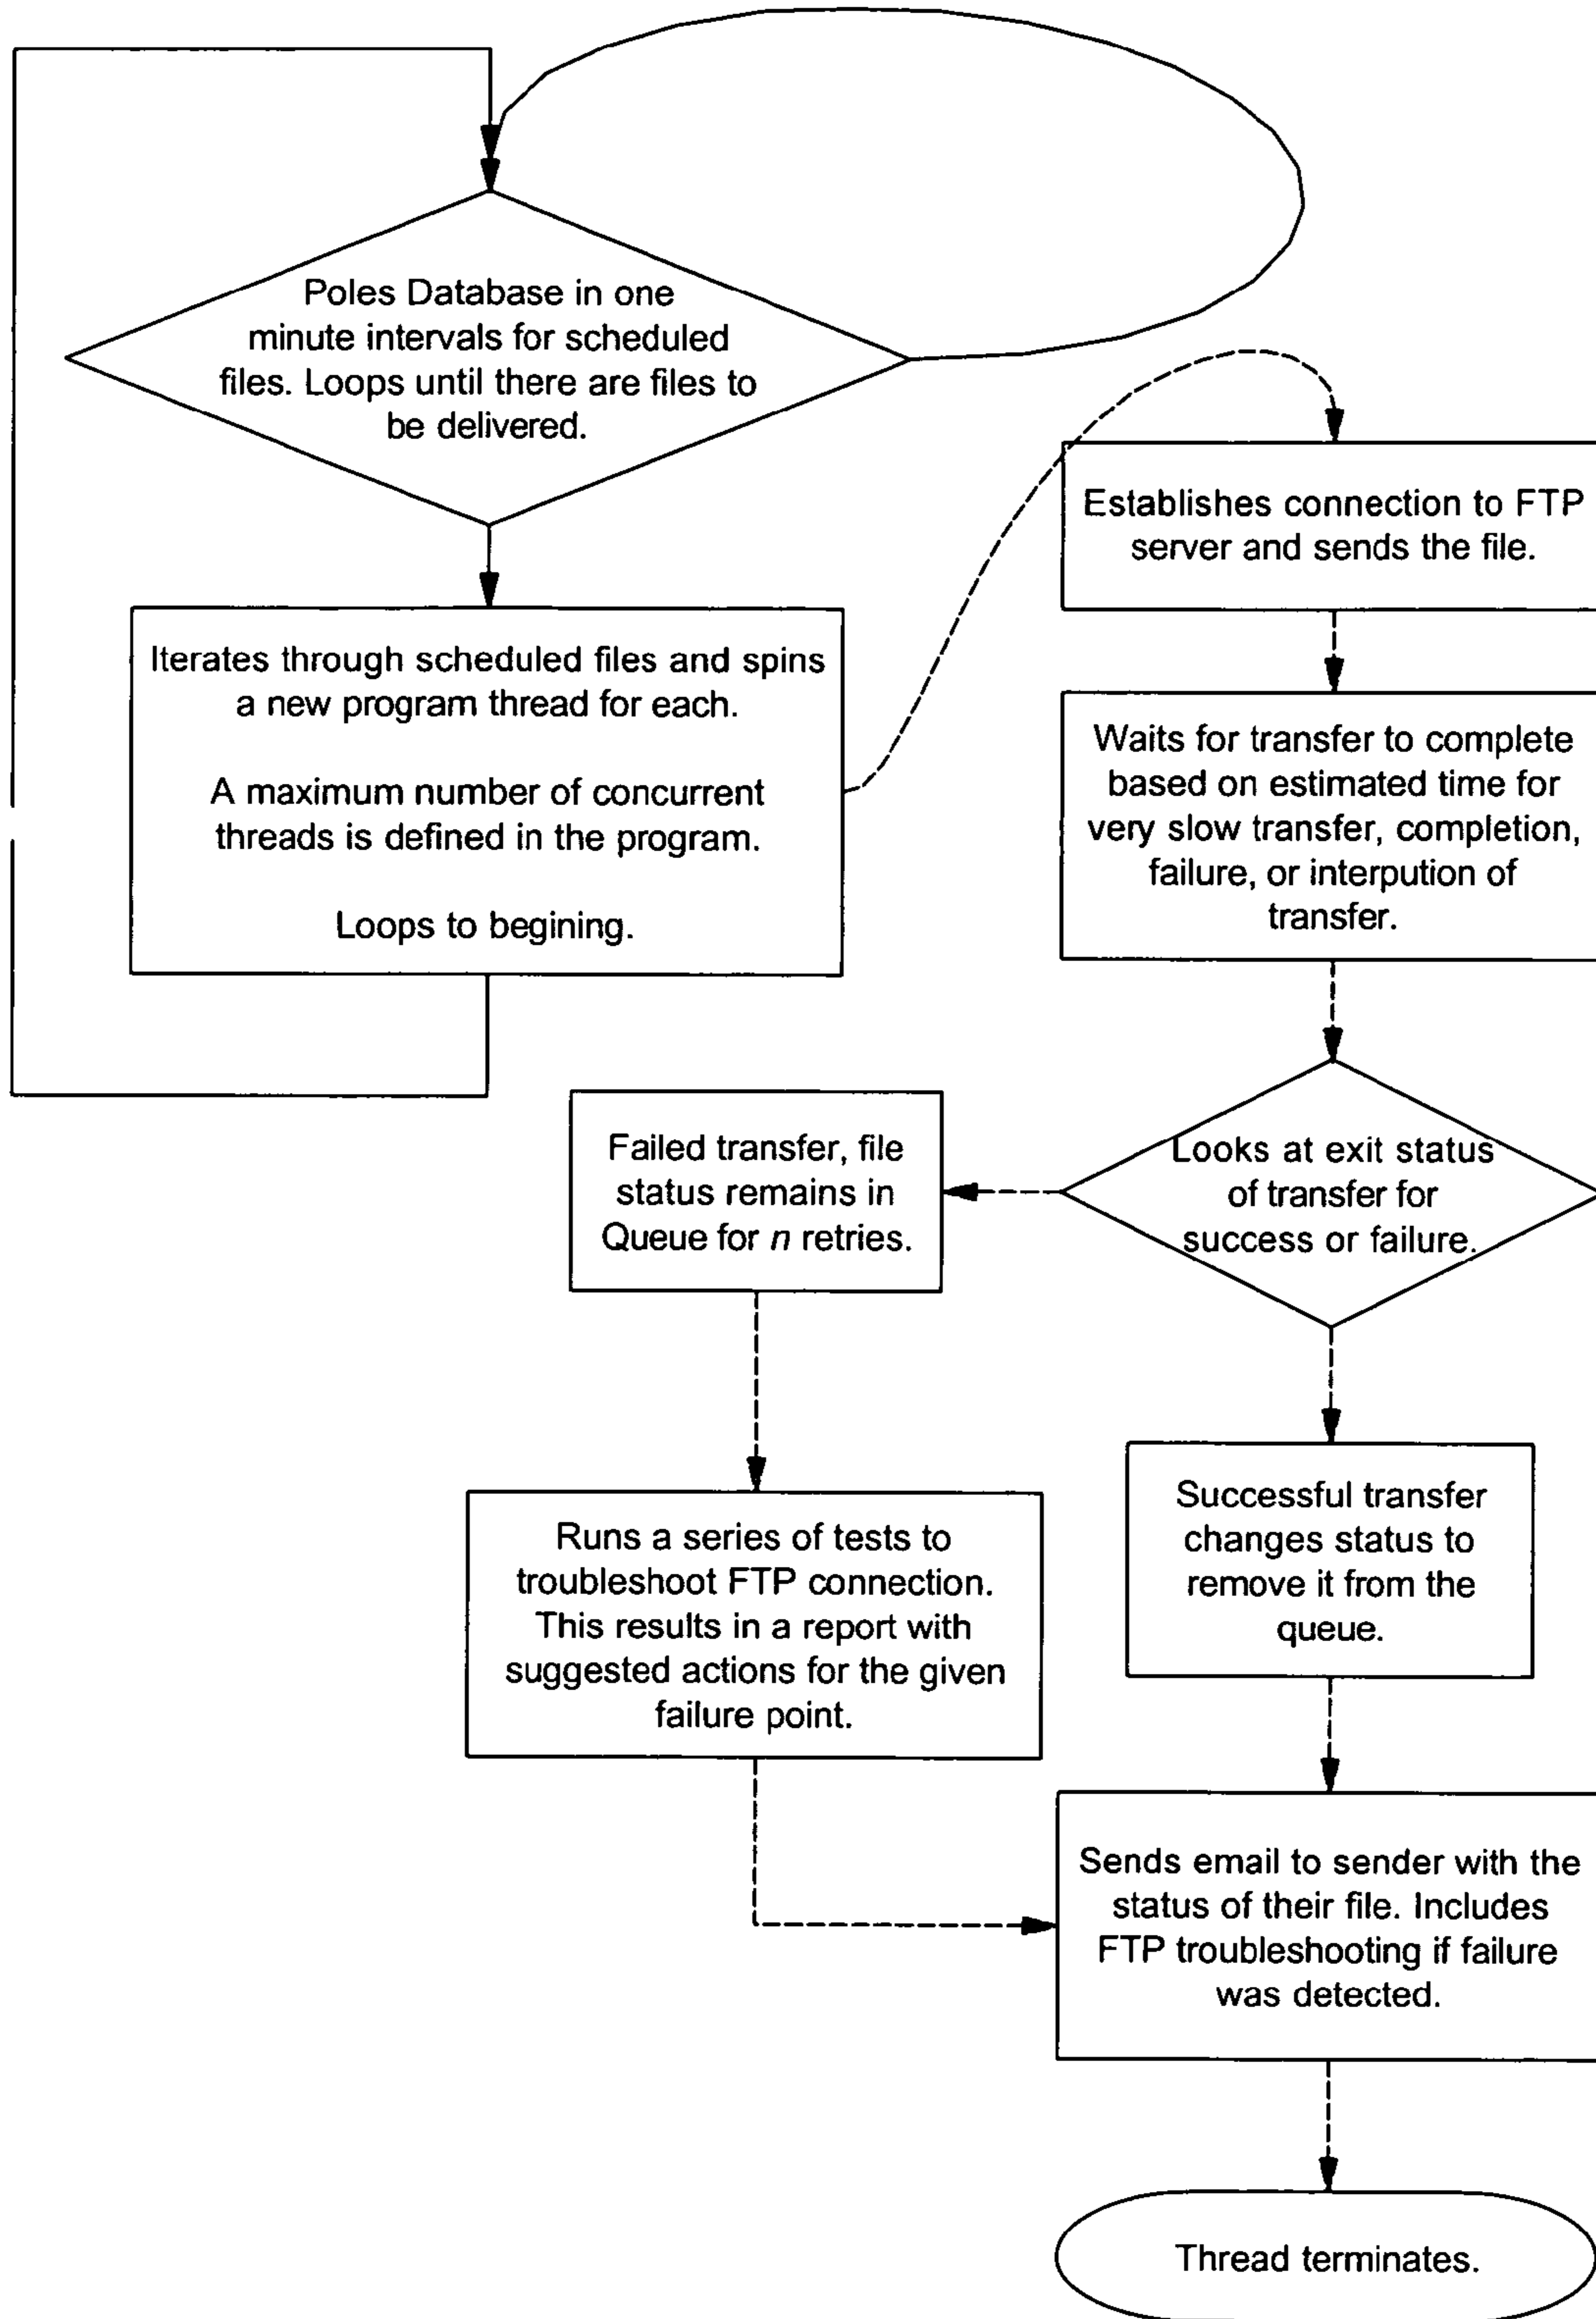 Poles Database in one
minute intervals for scheduled
files. Loops until there are files to
be delivered.
Iterates through scheduled files and spins
a new program thread for each.
A maximum number of concurrent
threads is defined in the program.
Loops to begining.
Establishes connection to FTP
server and sends the file.
Waits for transfer to complete
based on estimated time for
very slow transfer, completion,
failure, or interpution of
transfer.
Looks at exit status
of transfer for
success or failure.
Failed transfer, file
status remains in
Queue for n retries.
Runs a series of tests to
troubleshoot FTP connection.
This results in a report with
suggested actions for the given
failure point.
Successful transfer
changes status to
remove it from the
queue.
Sends email to sender with the
status of their file. Includes
FTP troubleshooting if failure
was detected.
Thread terminates.